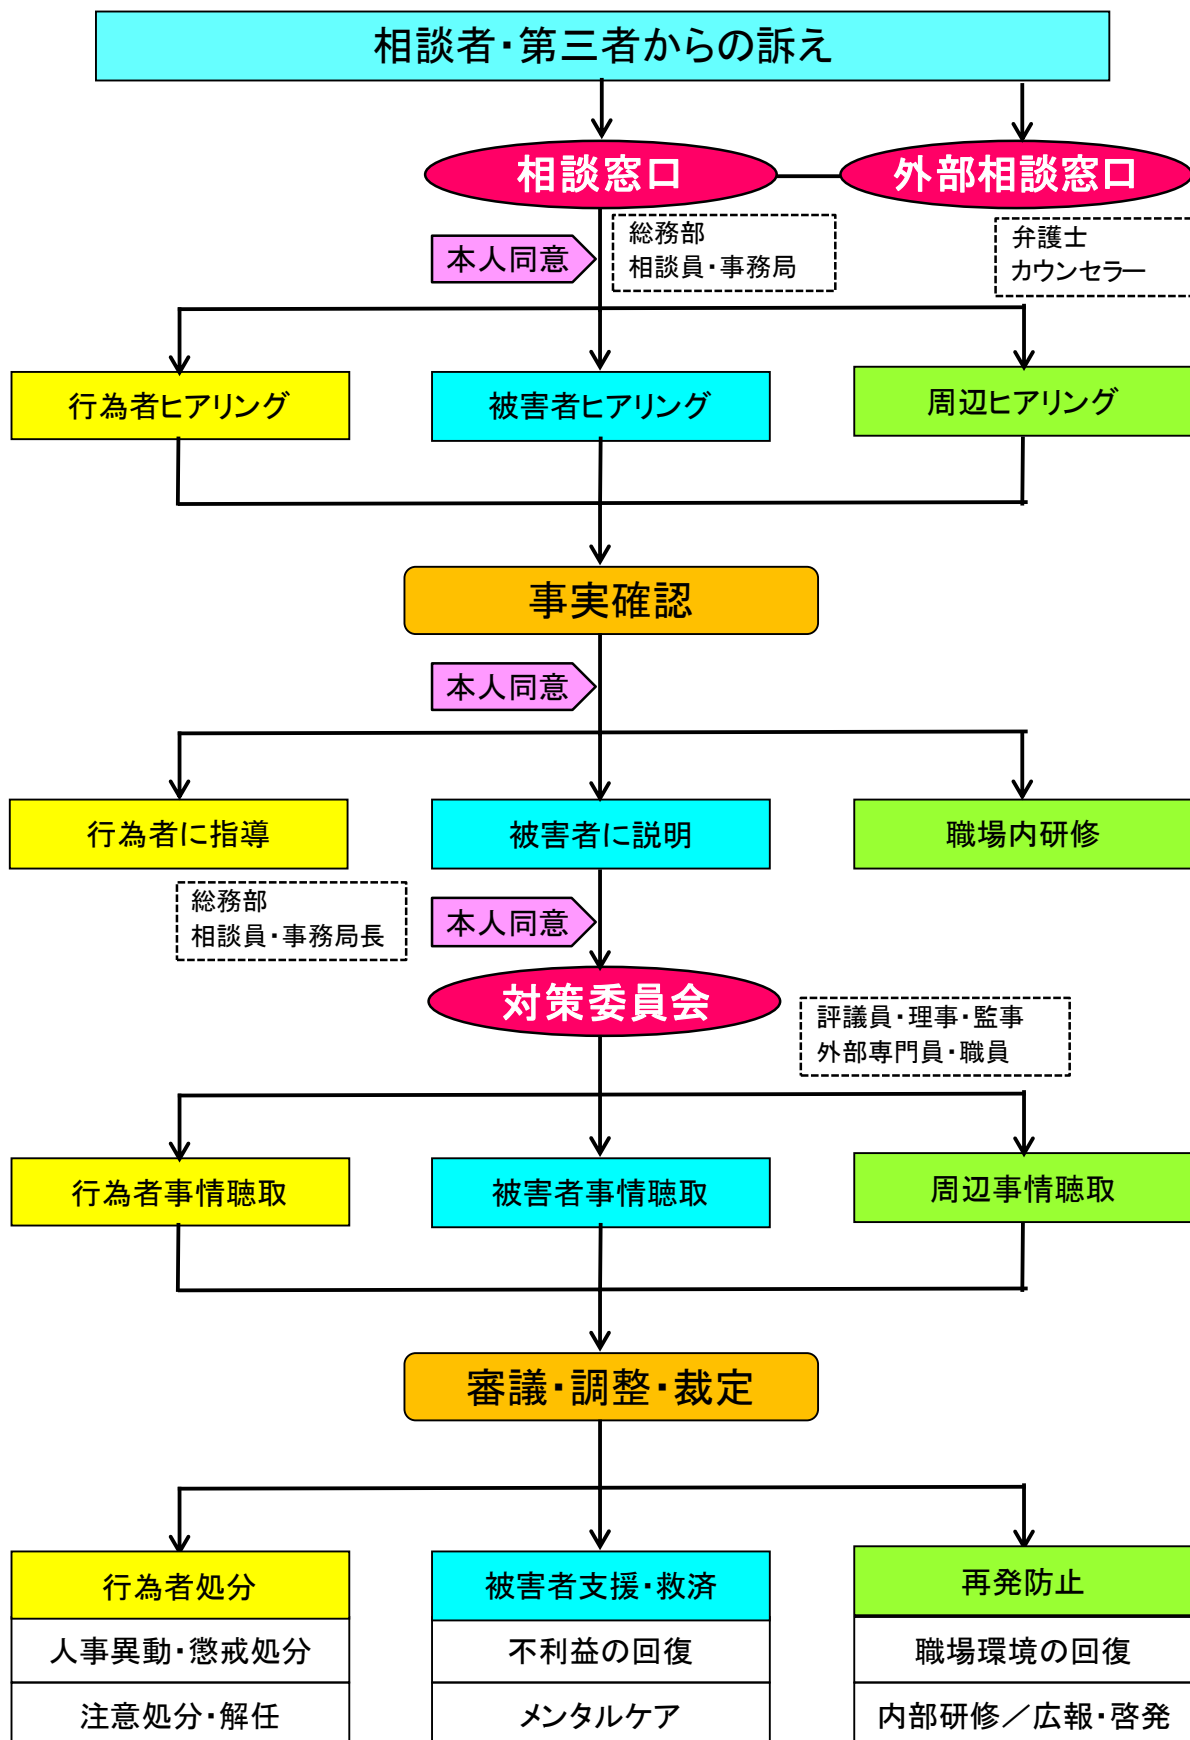 相談者・第三者からの訴え
相談窓口
外部相談窓口
本人同意
総務部
相談員・事務局
弁護士
カウンセラー
行為者ヒアリング
被害者ヒアリング
周辺ヒアリング
事実確認
本人同意
行為者に指導
被害者に説明
職場内研修
総務部
相談員・事務局長
本人同意
対策委員会
評議員・理事・監事
外部専門員・職員
行為者事情聴取
被害者事情聴取
周辺事情聴取
審議・調整・裁定
行為者処分
被害者支援・救済
再発防止
人事異動・懲戒処分
不利益の回復
職場環境の回復
注意処分・解任
メンタルケア
内部研修／広報・啓発